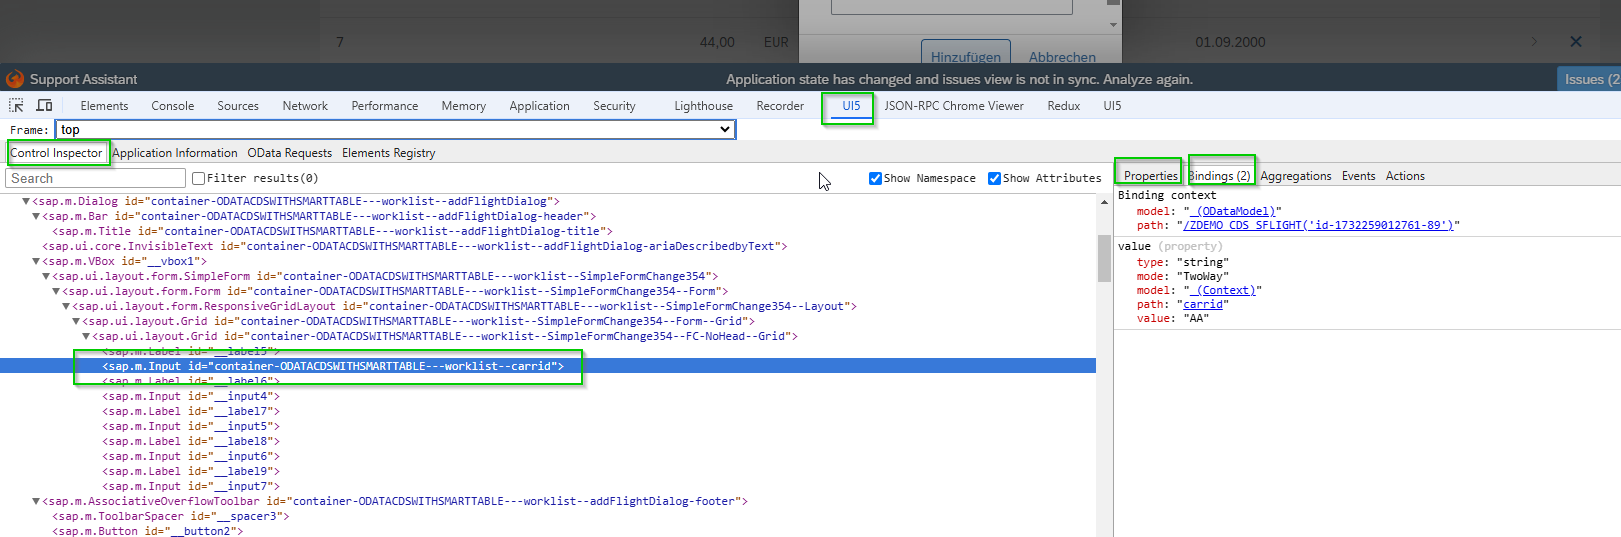 7 44,00 EUR 01.09.2000
Hinzufügen Abbrechen
Support Assistant Application state has changed and issues view is not in sync. Analyze again. Issues (2
Elements Console Sources Network Performance Memory Application Security Lighthouse Recorder UI5 JSON-RPC Chrome Viewer Redux UI5
Frame: top
Control Inspector Application Information OData Requests Elements Registry
Search Filter results(0) Show Namespace Show Attributes
<sap.m.Dialog id="container-ODATACDSWITHSMARTTABLE---worklist--addFlightDialog">
<sap.m.Bar id="container-ODATACDSWITHSMARTTABLE---worklist--addFlightDialog-header">
<sap.m.Title id="container-ODATACDSWITHSMARTTABLE---worklist--addFlightDialog-title">
<sap.ui.core.InvisibleText id="container-ODATACDSWITHSMARTTABLE---worklist--addFlightDialog-ariaDescribedbyText">
<sap.m.VBox id="__vbox1">
<sap.ui.layout.form.SimpleForm id="container-ODATACDSWITHSMARTTABLE---worklist--SimpleFormChange354">
<sap.ui.layout.form.Form id="container-ODATACDSWITHSMARTTABLE---worklist--SimpleFormChange354--Form">
<sap.ui.layout.form.ResponsiveGridLayout id="container-ODATACDSWITHSMARTTABLE---worklist--SimpleFormChange354--Layout">
<sap.ui.layout.Grid id="container-ODATACDSWITHSMARTTABLE---worklist--SimpleFormChange354--Form--Grid">
<sap.ui.layout.Grid id="container-ODATACDSWITHSMARTTABLE---worklist--SimpleFormChange354--FC-NoHead--Grid">
<sap.m.Label id="__label5">
<sap.m.Input id="container-ODATACDSWITHSMARTTABLE---worklist--carrid">
<sap.m.Label id="__label6">
<sap.m.Input id="__input4">
<sap.m.Label id="__label7">
<sap.m.Input id="__input5">
<sap.m.Label id="__label8">
<sap.m.Input id="__input6">
<sap.m.Label id="__label9">
<sap.m.Input id="__input7">
<sap.m.AssociativeOverflowToolbar id="container-ODATACDSWITHSMARTTABLE---worklist--addFlightDialog-footer">
<sap.m.ToolbarSpacer id="__spacer3">
<sap.m.Button id="__button2">
Properties Bindings (2) Aggregations Events Actions
Binding context
model: " (ODataModel)"
path: "/ZDEMO_CDS_SFLIGHT('id-1732259012761-89')"
value (property)
type: "string"
mode: "TwoWay"
model: " (Context)"
path: "carrid"
value: "AA"